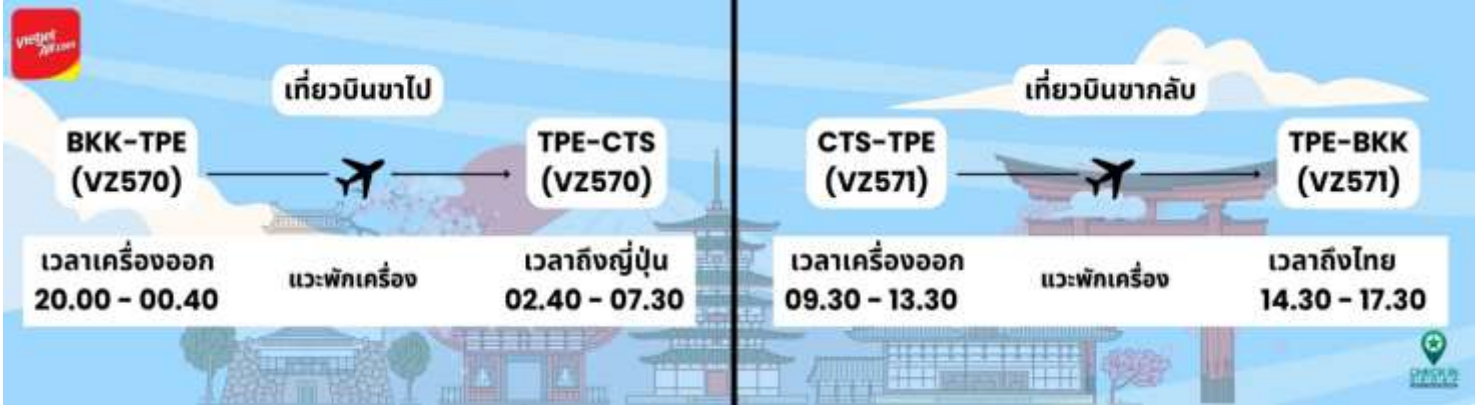 vietjet
Air.com
เที่ยวบินขาไป
BKK-TPE
(VZ570)
TPE-CTS
(VZ570)
เวลาเครื่องออก
20.00 - 00.40
แวะพักเครื่อง
เวลาถึงญี่ปุ่น
02.40 - 07.30
เที่ยวบินขากลับ
CTS-TPE
(VZ571)
TPE-BKK
(VZ571)
เวลาเครื่องออก
09.30 - 13.30
แวะพักเครื่อง
เวลาถึงไทย
14.30 - 17.30
CHECK IN